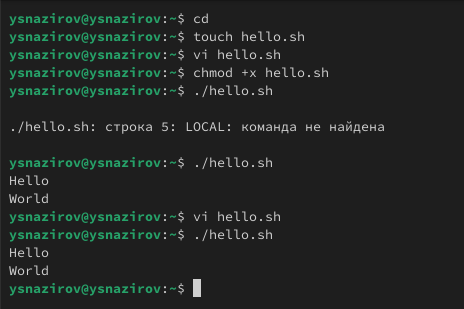 ysnazirov@ysnazirov:~$ cd
ysnazirov@ysnazirov:~$ touch hello.sh
ysnazirov@ysnazirov:~$ vi hello.sh
ysnazirov@ysnazirov:~$ chmod +x hello.sh
ysnazirov@ysnazirov:~$ ./hello.sh
./hello.sh: строка 5: LOCAL: команда не найдена
ysnazirov@ysnazirov:~$ ./hello.sh
Hello
World
ysnazirov@ysnazirov:~$ vi hello.sh
ysnazirov@ysnazirov:~$ ./hello.sh
Hello
World
ysnazirov@ysnazirov:~$